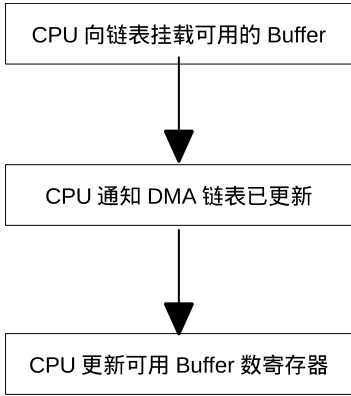 CPU 向链表挂载可用的 Buffer
CPU 通知 DMA 链表已更新
CPU 更新可用 Buffer 数寄存器